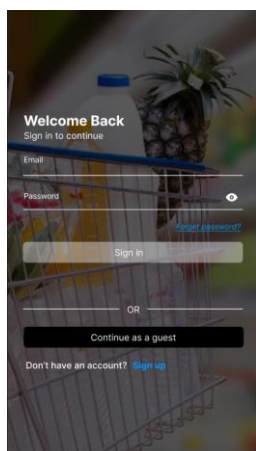 Welcome Back
Sign in to continue
Email
Password
Forget password?
Sign in
OR
Continue as a guest
Don't have an account? Sign up